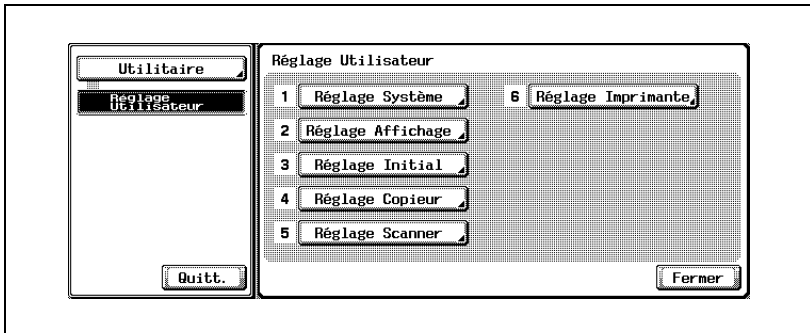 Utilitaire
Réglage
Utilisateur
Quitt.
Réglage Utilisateur
1 Réglage Système
2 Réglage Affichage
3 Réglage Initial
4 Réglage Copieur
5 Réglage Scanner
6 Réglage Imprimante
Fermer